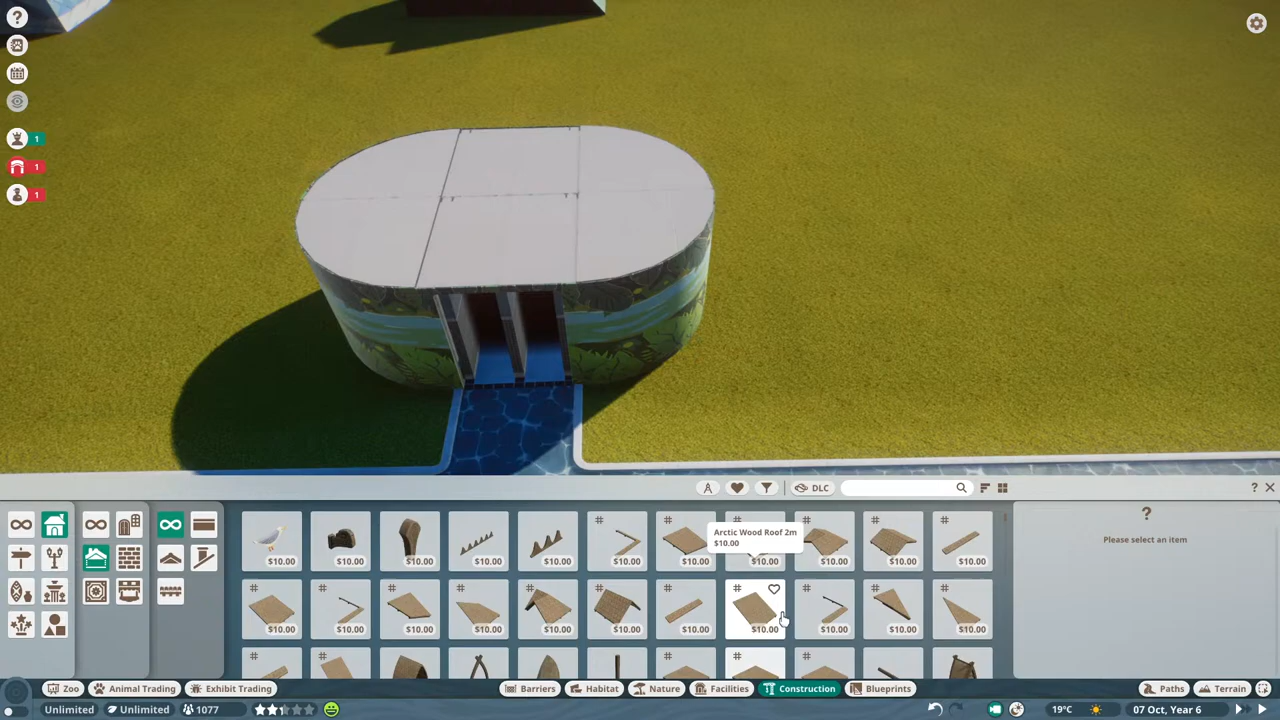 ?
1
1
1
DLC
?
?
Arctic Wood Roof 2m
$10.00
$10.00 $10.00 $10.00 $10.00 $10.00 $10.00 $10.00 $10.00 $10.00 $10.00 $10.00
Please select an item
$10.00 $10.00 $10.00 $10.00 $10.00 $10.00 $10.00 $10.00 $10.00 $10.00 $10.00
Zoo Animal Trading Exhibit Trading Barriers Habitat Nature Facilities Construction Blueprints Paths Terrain
Unlimited Unlimited 1077 19°C 07 Oct, Year 6